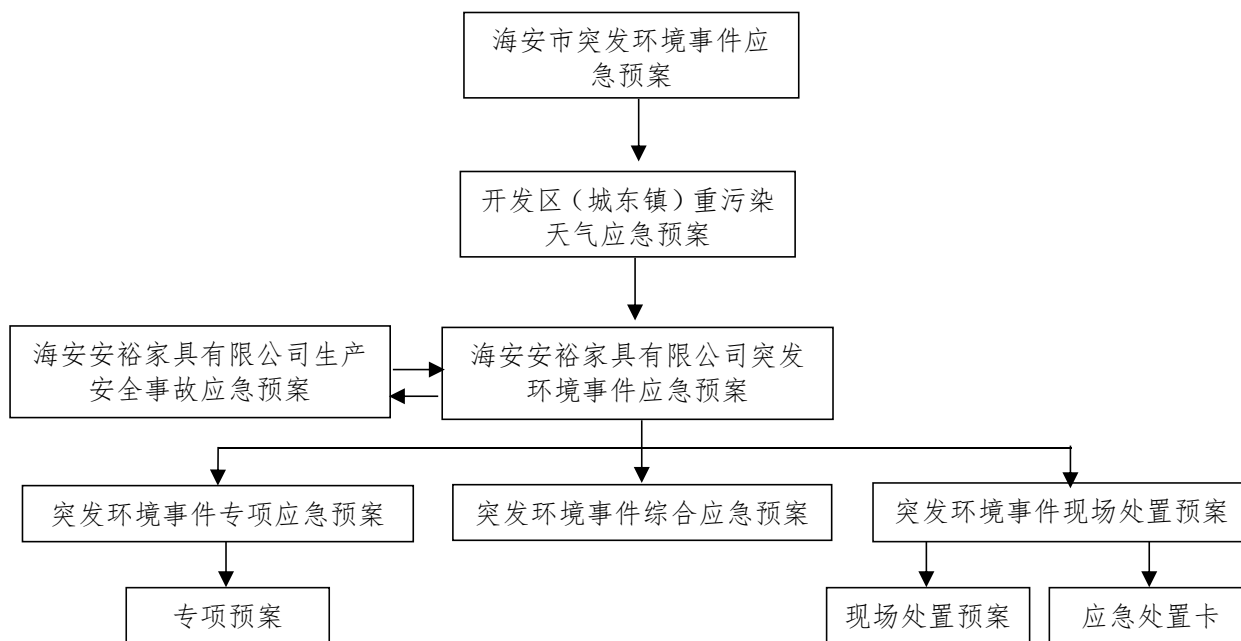 海安市突发环境事件应
急预案
开发区（城东镇）重污染
天气应急预案
海安安裕家具有限公司生产
安全事故应急预案
海安安裕家具有限公司突发
环境事件应急预案
突发环境事件专项应急预案
突发环境事件综合应急预案
突发环境事件现场处置预案
专项预案
现场处置预案
应急处置卡